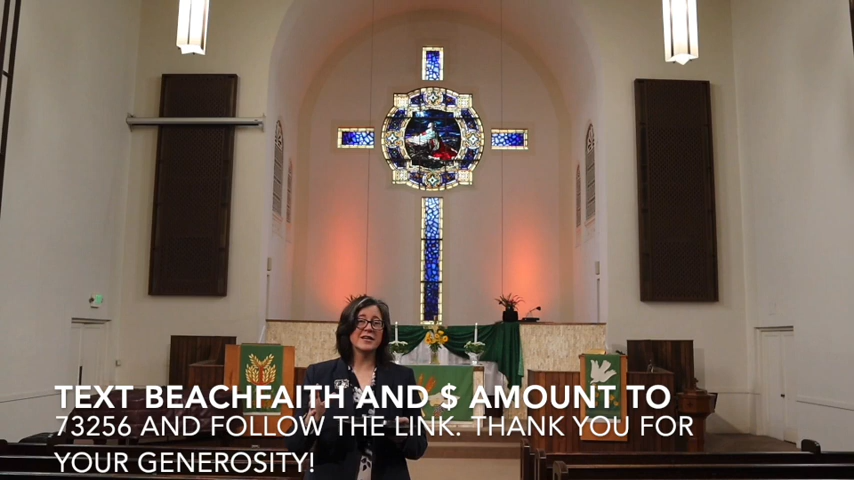 TEXT BEACHFAITH AND $ AMOUNT TO
73256 AND FOLLOW THE LINK. THANK YOU FOR
YOUR GENEROSITY!